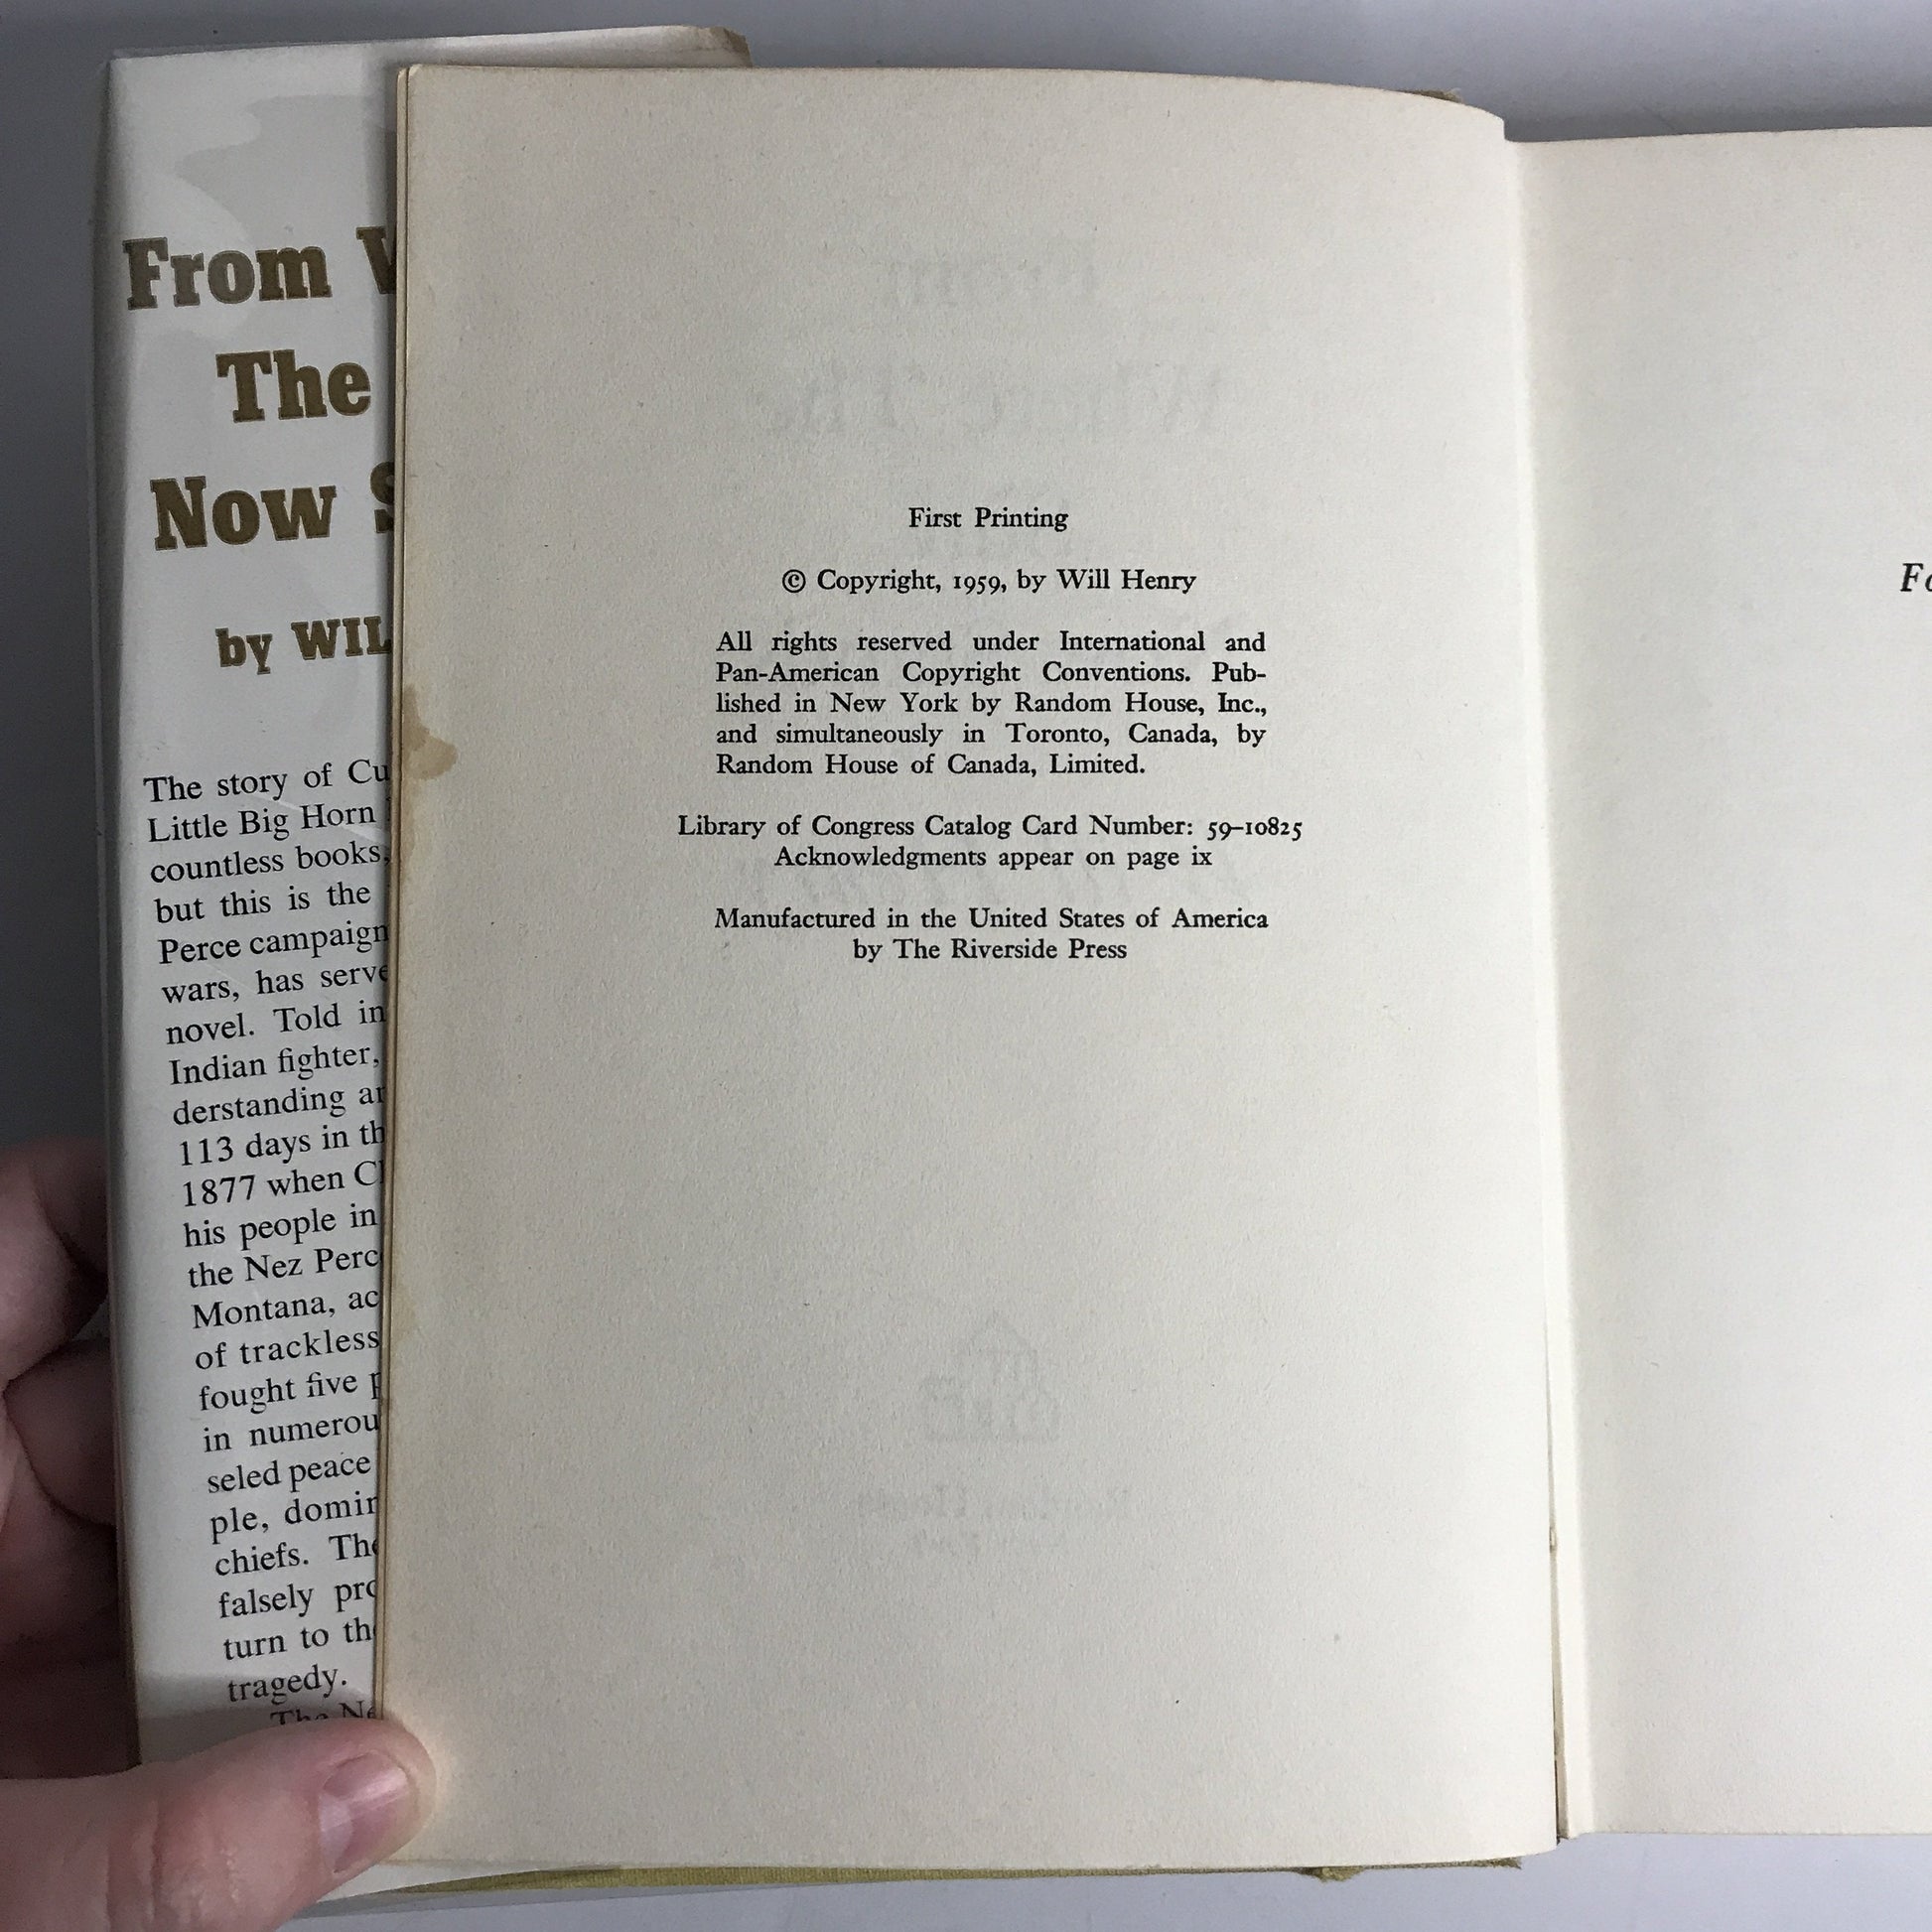 From
The
Now
by WIL
The story of Cu
Little Big Horn
countless books,
but this is the
Perce campaign
wars, has serve
novel. Told in
Indian fighter,
derstanding ar
113 days in th
1877 when Ch
his people in
the Nez Perc
Montana, ac
of trackless
fought five p
in numerou
seled peace
ple, domin
chiefs. The
falsely pro
turn to th
tragedy.
The Ne
First Printing
© Copyright, 1959, by Will Henry
All rights reserved under International and
Pan-American Copyright Conventions. Pub-
lished in New York by Random House, Inc.,
and simultaneously in Toronto, Canada, by
Random House of Canada, Limited.
Library of Congress Catalog Card Number: 59–10825
Acknowledgments appear on page ix
Manufactured in the United States of America
by The Riverside Press
Fo